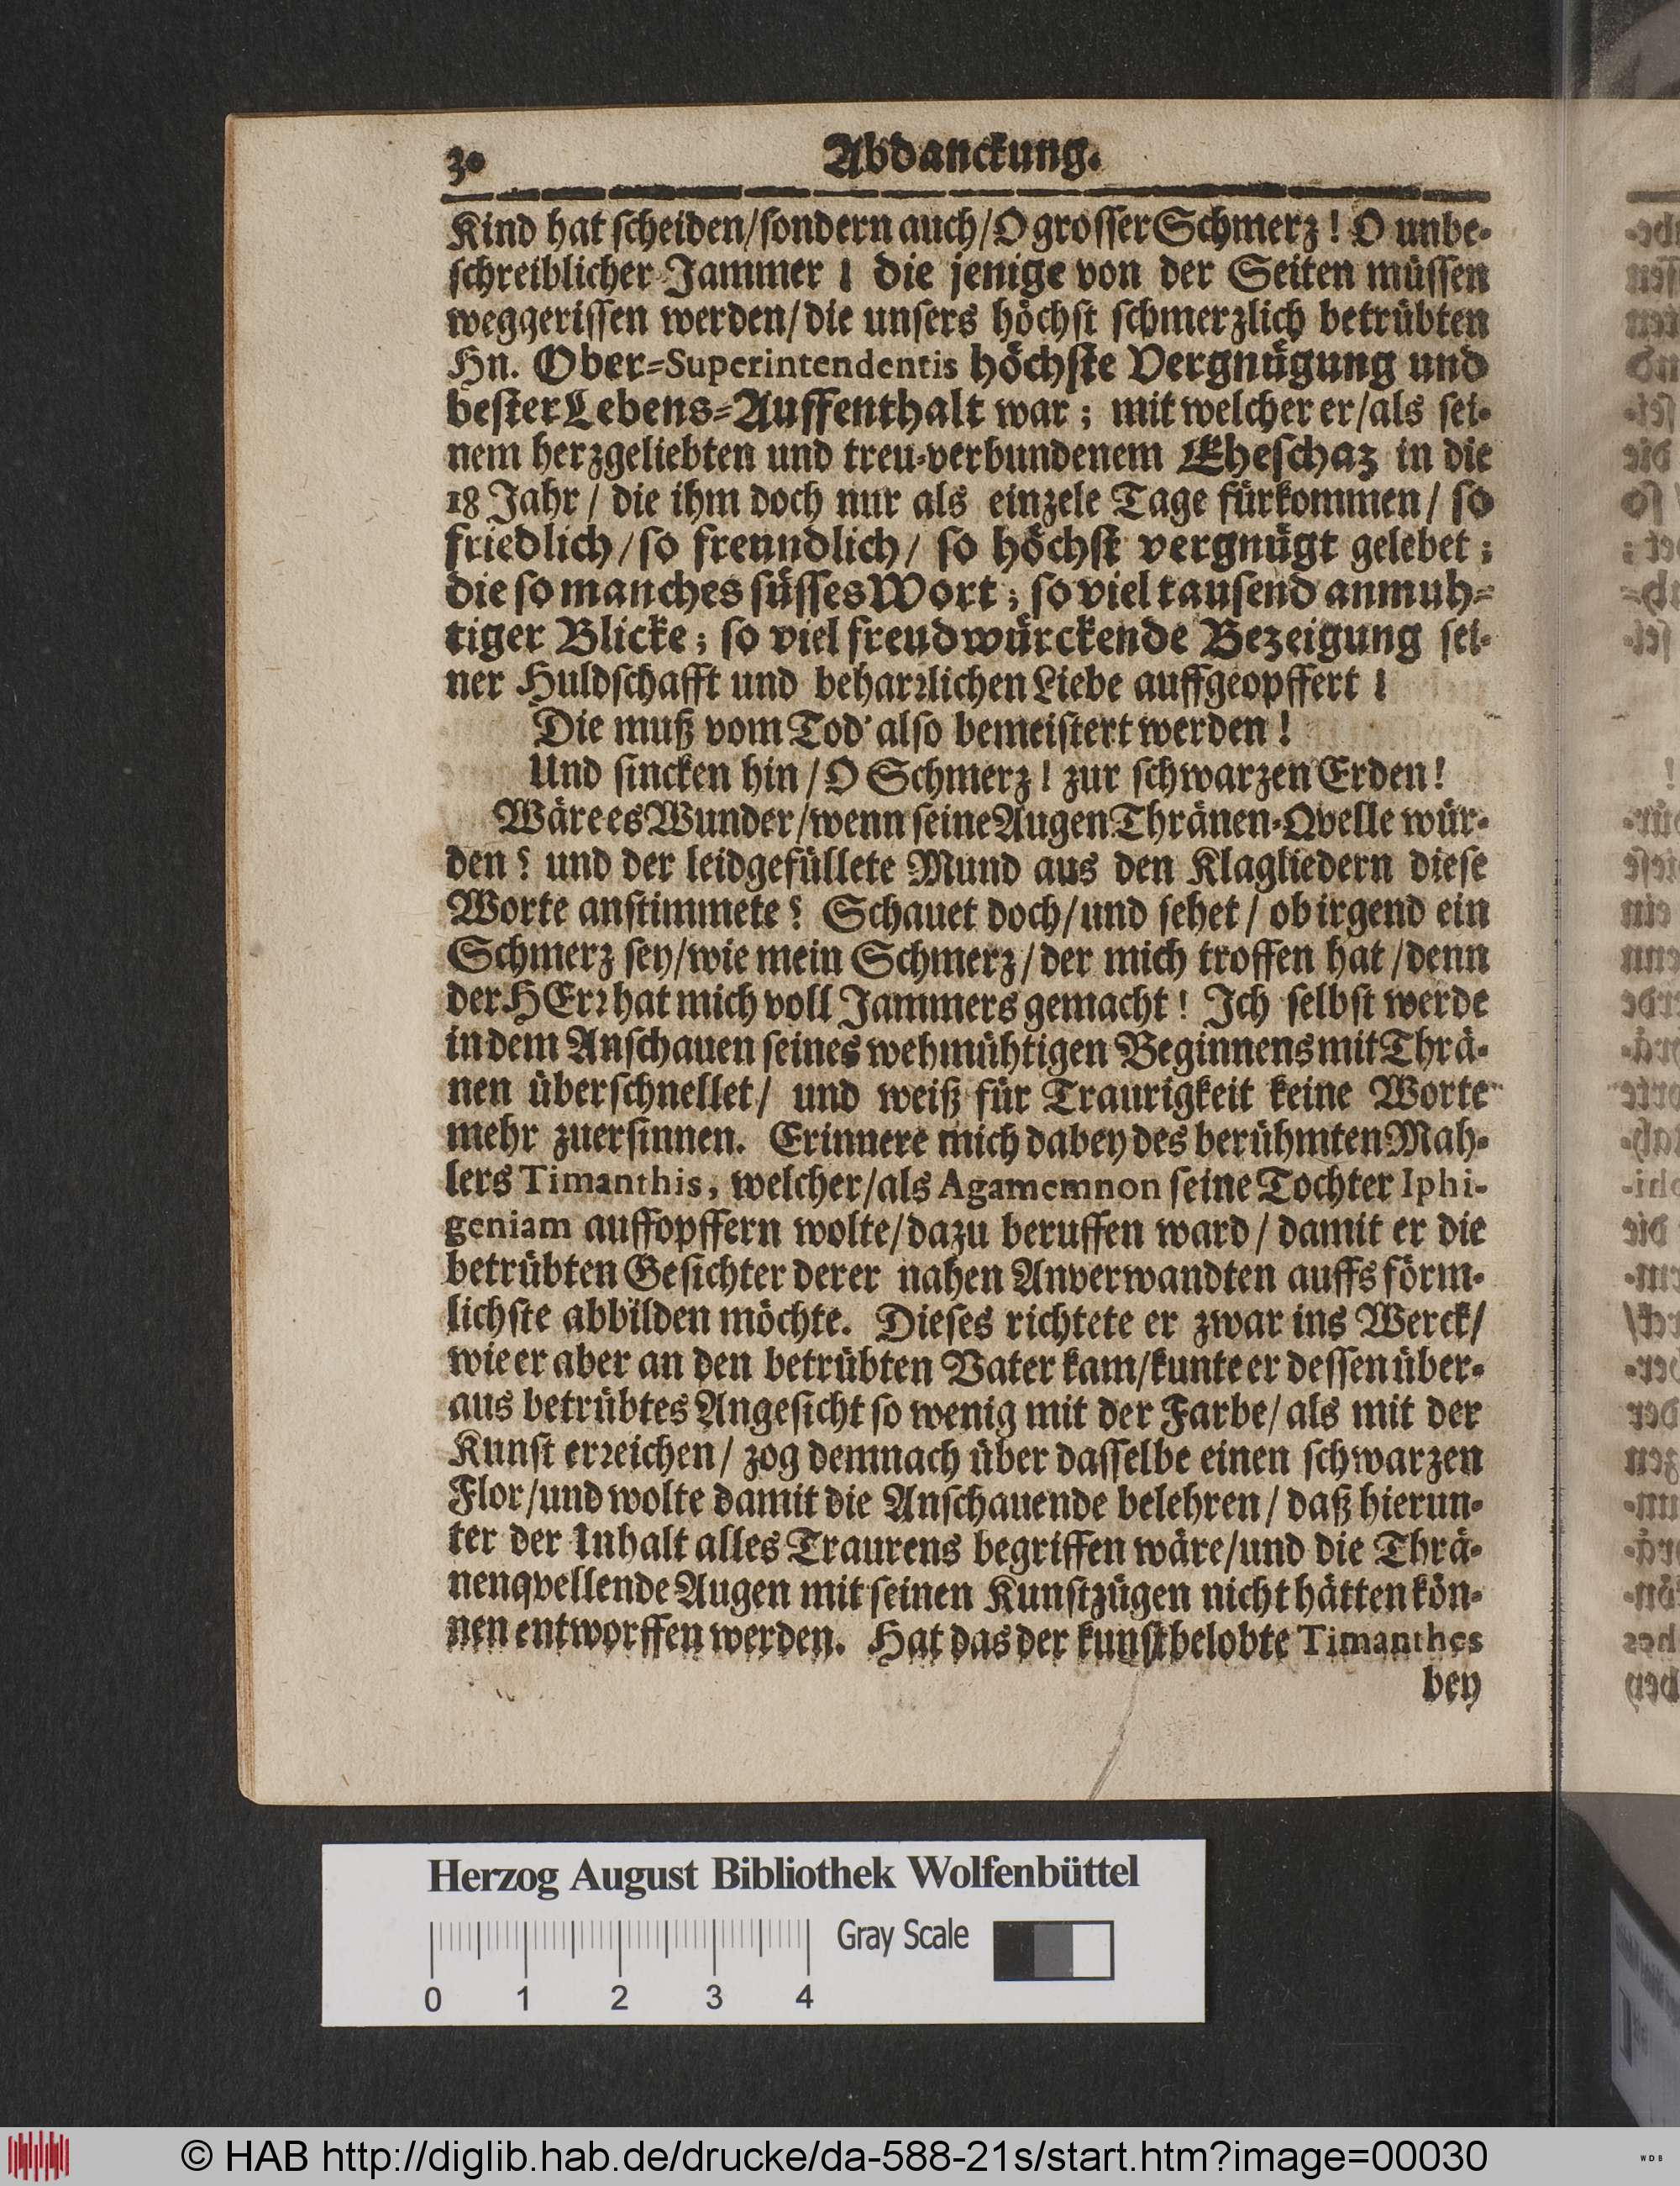 30 Abdanckung.
Kind hat ſcheiden/ſondern auch/O groſſer Schmerz! O unbe-
ſchreiblicher Jammer ! die jenige von der Seiten müſſen
weggeriſſen werden/die unſers höchſt ſchmerzlich betrübten
Hn. Ober-Superintendentis höchſte Vergnügung und
beſter Lebens-Auffenthalt war ; mit welcher er/als ſei-
nem herzgeliebten und treu-verbundenem Eheſchaz in die
18 Jahr / die ihm doch nur als einzele Tage fürkommen / ſo
friedlich / ſo freundlich / ſo höchſt vergnügt gelebet ;
die ſo manches ſüſſes Wort ; ſo viel tauſend anmuh-
tiger Blicke ; ſo viel freudwürckende Bezeigung ſei-
ner Huldſchafft und beharꝛlichen Liebe auffgeopffert !
Die muß vom Tod' alſo bemeiſtert werden !
Und ſincken hin / O Schmerz ! zur ſchwarzen Erden !
Wäre es Wunder/wenn ſeine Augen Thränen-Qvelle wür-
den ? und der leidgefüllete Mund aus den Klagliedern dieſe
Worte anſtimmete ? Schauet doch/und ſehet / ob irgend ein
Schmerz ſey/wie mein Schmerz/der mich troffen hat /denn
der HErꝛ hat mich voll Jammers gemacht ! Ich ſelbſt werde
in dem Anſchauen ſeines wehmühtigen Beginnens mit Thrä-
nen überſchnellet/ und weiß für Traurigkeit keine Worte
mehr zuerſinnen. Erinnere mich dabey des berühmten Mah-
lers Timanthis, welcher/als Agamemnon ſeine Tochter Iphi-
geniam auffopffern wolte/dazu beruffen ward / damit er die
betrübten Geſichter derer nahen Anverwandten auffs förm-
lichſte abbilden möchte. Dieſes richtete er zwar ins Werck/
wie er aber an den betrübten Vater kam/kunte er deſſen über-
aus betrübtes Angeſicht ſo wenig mit der Farbe/ als mit der
Kunſt erꝛeichen / zog demnach über daſſelbe einen ſchwarzen
Flor/und wolte damit die Anſchauende belehren / daß hierun-
ter der Inhalt alles Traurens begriffen wäre/und die Thrä-
nenqvellende Augen mit ſeinen Kunſtzügen nicht hätten kön-
nen entworffen werden. Hat das der kunſtbelobte Timanthes
bey
Herzog August Bibliothek Wolfenbüttel
Gray Scale
0 1 2 3 4
© HAB http://diglib.hab.de/drucke/da-588-21s/start.htm?image=00030
WDB